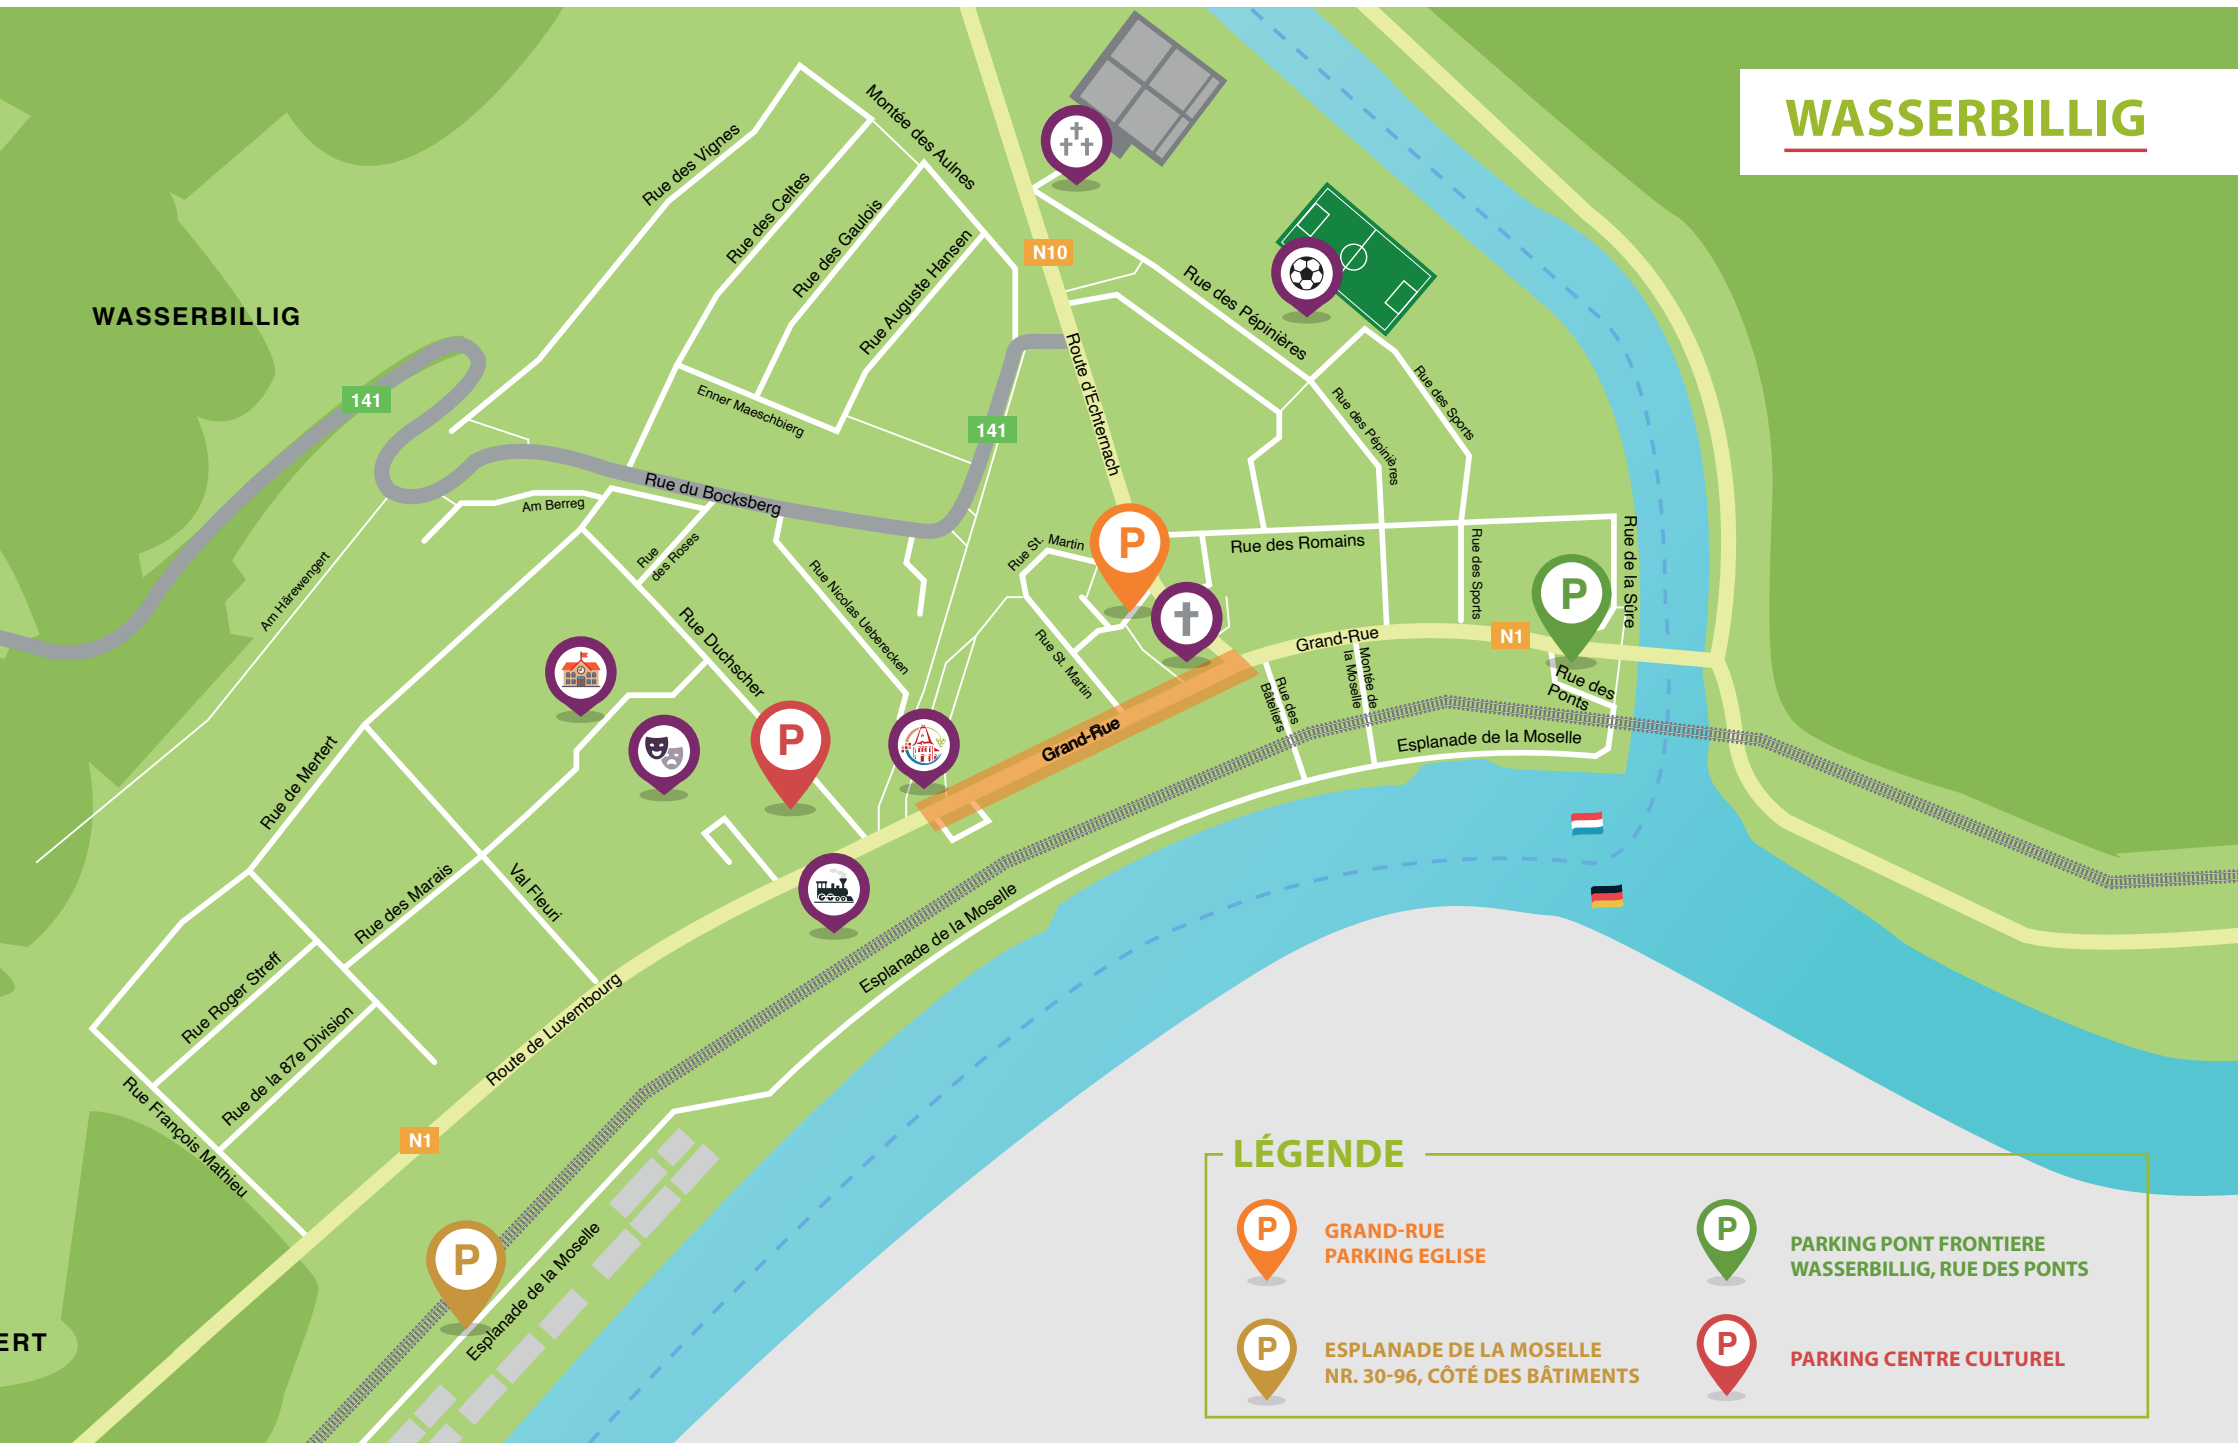 WASSERBILLIG
Montée des Aulnes
Rue des Vignes
Rue des Celtes
Rue des Gaulois
Rue Auguste Hansen
N10
Rue des Pépinières
WASSERBILLIG
141
Enner Maeschbierg
141
Route d'Echternach
Rue des Pépinières
Rue des Sports
Rue du Bocksberg
Am Berreg
Am Härewengert
Rue
des Roses
Rue Nicolas Ueberecken
Rue St. Martin
P
Rue des Romains
Rue des Sports
P
Rue de la Sûre
Rue Duchscher
Rue St. Martin
Grand-Rue
N1
Montée de
la Moselle
Rue des
Bâteliers
Rue des
Ponts
P
Grand-Rue
Esplanade de la Moselle
Rue de Mertert
Rue des Marais
Val Fleuri
Esplanade de la Moselle
Rue Roger Streff
Rue de la 87e Division
Route de Luxembourg
Rue François Mathieu
N1
P
Esplanade de la Moselle
ERT
LÉGENDE
P
GRAND-RUE
PARKING EGLISE
P
PARKING PONT FRONTIERE
WASSERBILLIG, RUE DES PONTS
P
ESPLANADE DE LA MOSELLE
NR. 30-96, CÔTÉ DES BÂTIMENTS
P
PARKING CENTRE CULTUREL